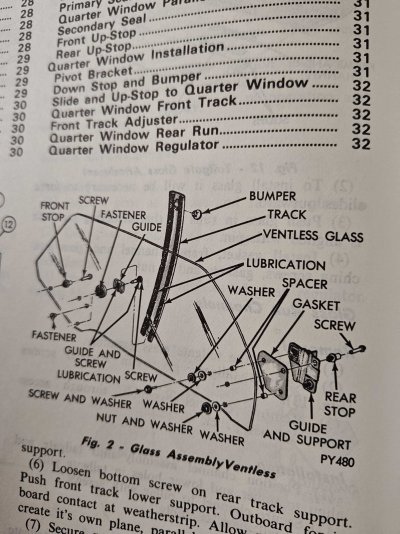 28 Primary 31
28 Quarter Window 31
28 Secondary Seal 31
28 Front Up-Stop 31
29 Rear Up-Stop 31
29 Quarter Window Installation 31
29 Pivot Bracket 31
29 Down Stop and Bumper 31
29 Slide and Up-Stop to Quarter Window 32
30 Quarter Window Front Track 32
30 Front Track Adjuster 32
30 Quarter Window Rear Run 32
30 Quarter Window Regulator 32
12
BUMPER
TRACK
VENTLESS GLASS
FRONT STOP
SCREW
FASTENER
GUIDE
LUBRICATION
WASHER
SPACER
GASKET
SCREW
FASTENER
GUIDE AND SCREW
LUBRICATION
SCREW
SCREW AND WASHER
WASHER
NUT AND WASHER
WASHER
REAR STOP
GUIDE AND SUPPORT
PY480
Fig. 2 - Glass Assembly Ventless
support.
(6) Loosen bottom screw on rear track support.
Push front track lower support. Outboard for
board contact at weatherstrip. Allow
create it's own plane,
(7) Secure